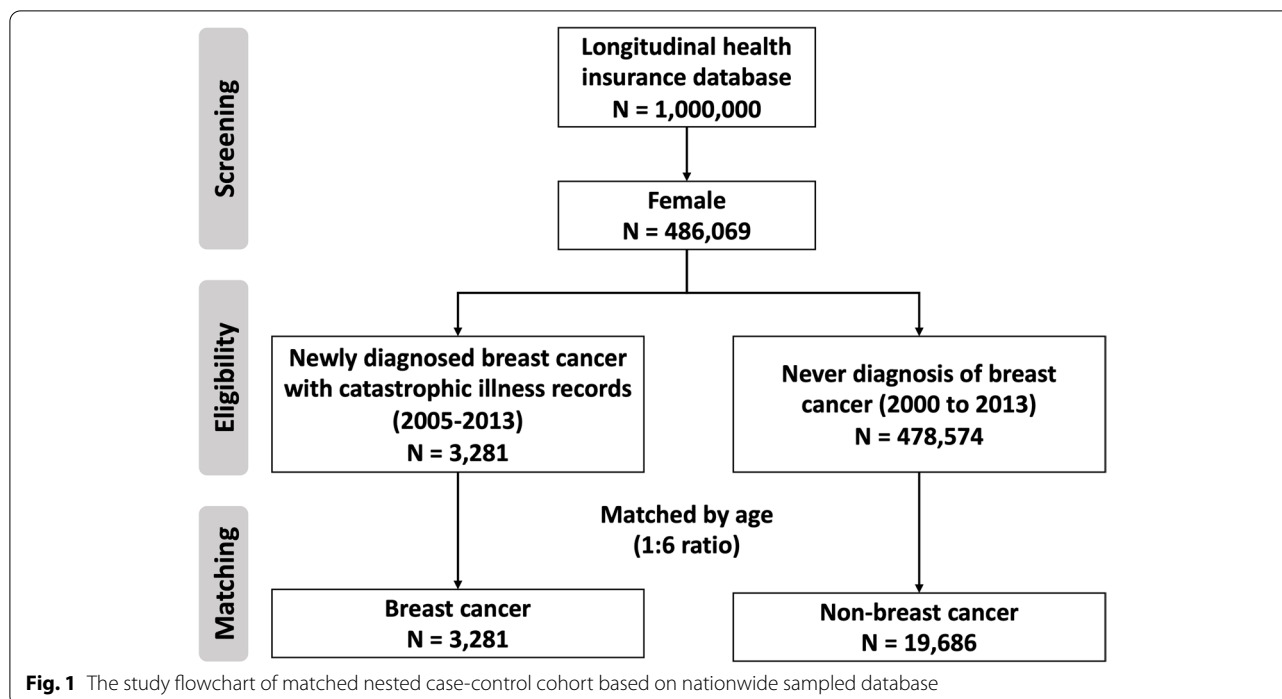 Screening
Longitudinal health
insurance database
N = 1,000,000
Female
N = 486,069
Eligibility
Newly diagnosed breast cancer
with catastrophic illness records
(2005-2013)
N = 3,281
Never diagnosis of breast
cancer (2000 to 2013)
N = 478,574
Matching
Matched by age
(1:6 ratio)
Breast cancer
N = 3,281
Non-breast cancer
N = 19,686
Fig. 1 The study flowchart of matched nested case-control cohort based on nationwide sampled database